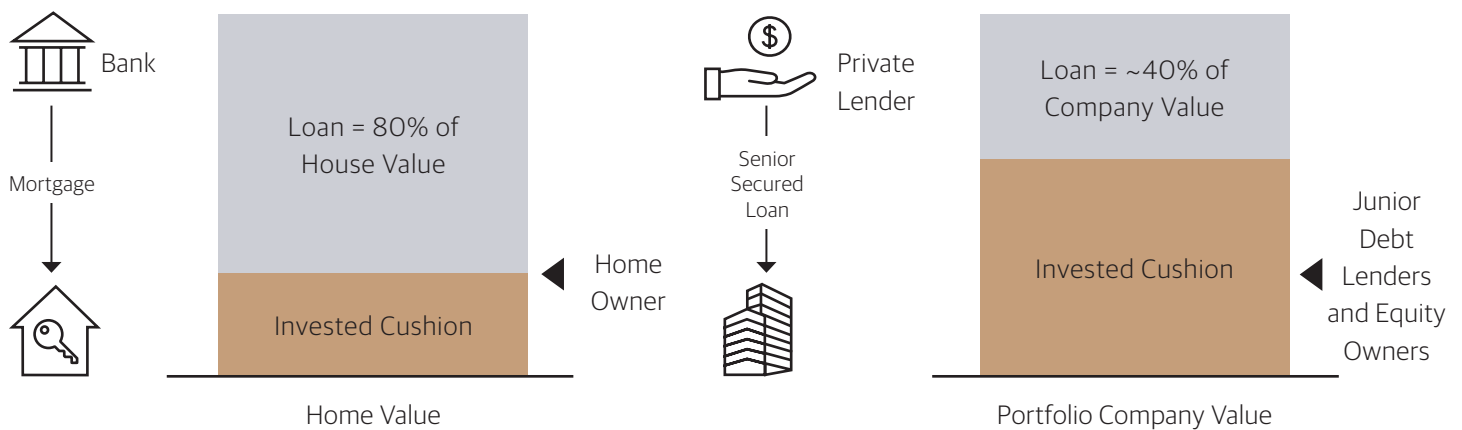 Bank
Mortgage
Loan = 80% of
House Value
Invested Cushion
Home
Owner
Home Value
$
Private
Lender
Senior
Secured
Loan
Loan = ~40% of
Company Value
Invested Cushion
Junior
Debt
Lenders
and Equity
Owners
Portfolio Company Value